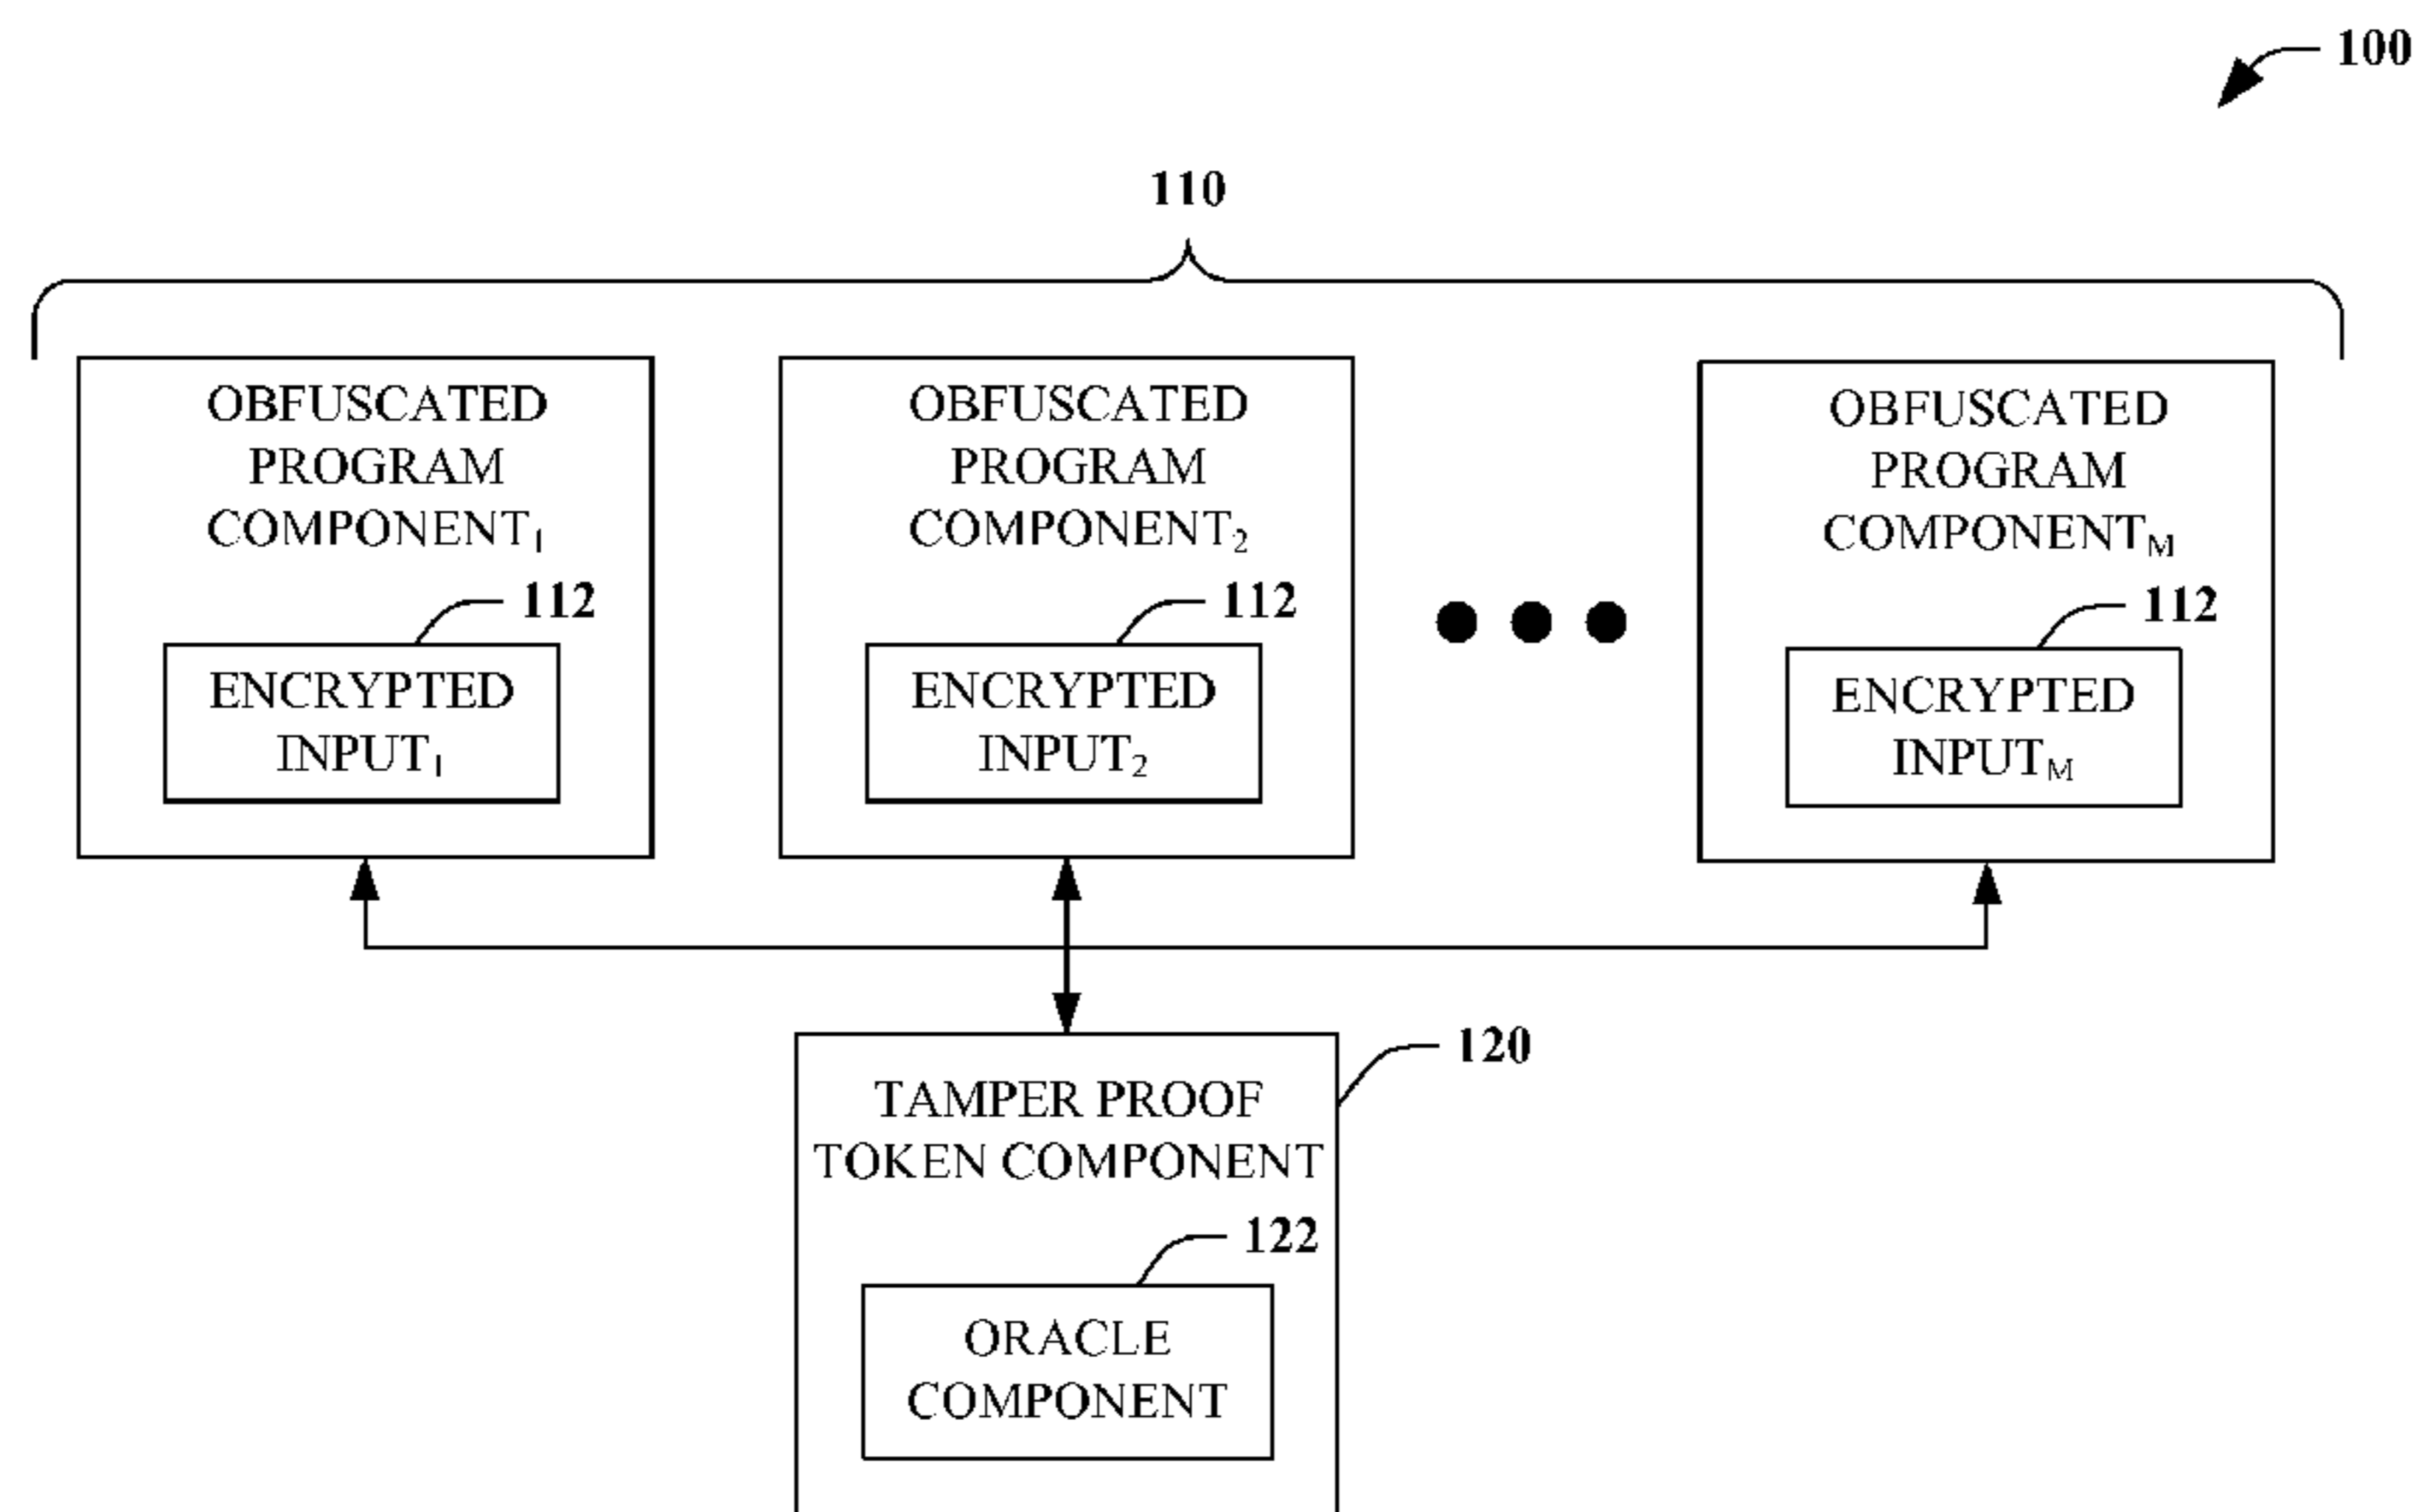 100
110
OBFUSCATED
PROGRAM
COMPONENT1
112
ENCRYPTED
INPUT1
OBFUSCATED
PROGRAM
COMPONENT2
112
ENCRYPTED
INPUT2
OBFUSCATED
PROGRAM
COMPONENTM
112
ENCRYPTED
INPUTM
120
TAMPER PROOF
TOKEN COMPONENT
122
ORACLE
COMPONENT